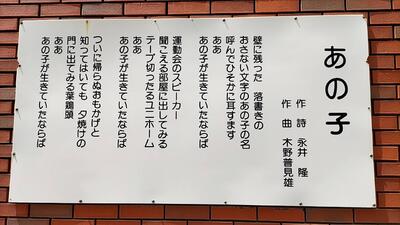 あの子
作詩 永井 隆
作曲 木野普見雄
壁に残った 落書きの
おさない文字のあの子の名
呼んでひそかに耳すます
ああ
あの子が生きていたならば
運動会のスピーカー
聞こえる部屋に出してみる
テープ切ったるユニホーム
ああ
あの子が生きていたならば
ついに帰らぬおもかげと
知ってはいても 夕焼けの
門に出てみる葉鶏頭
ああ
あの子が生きていたならば